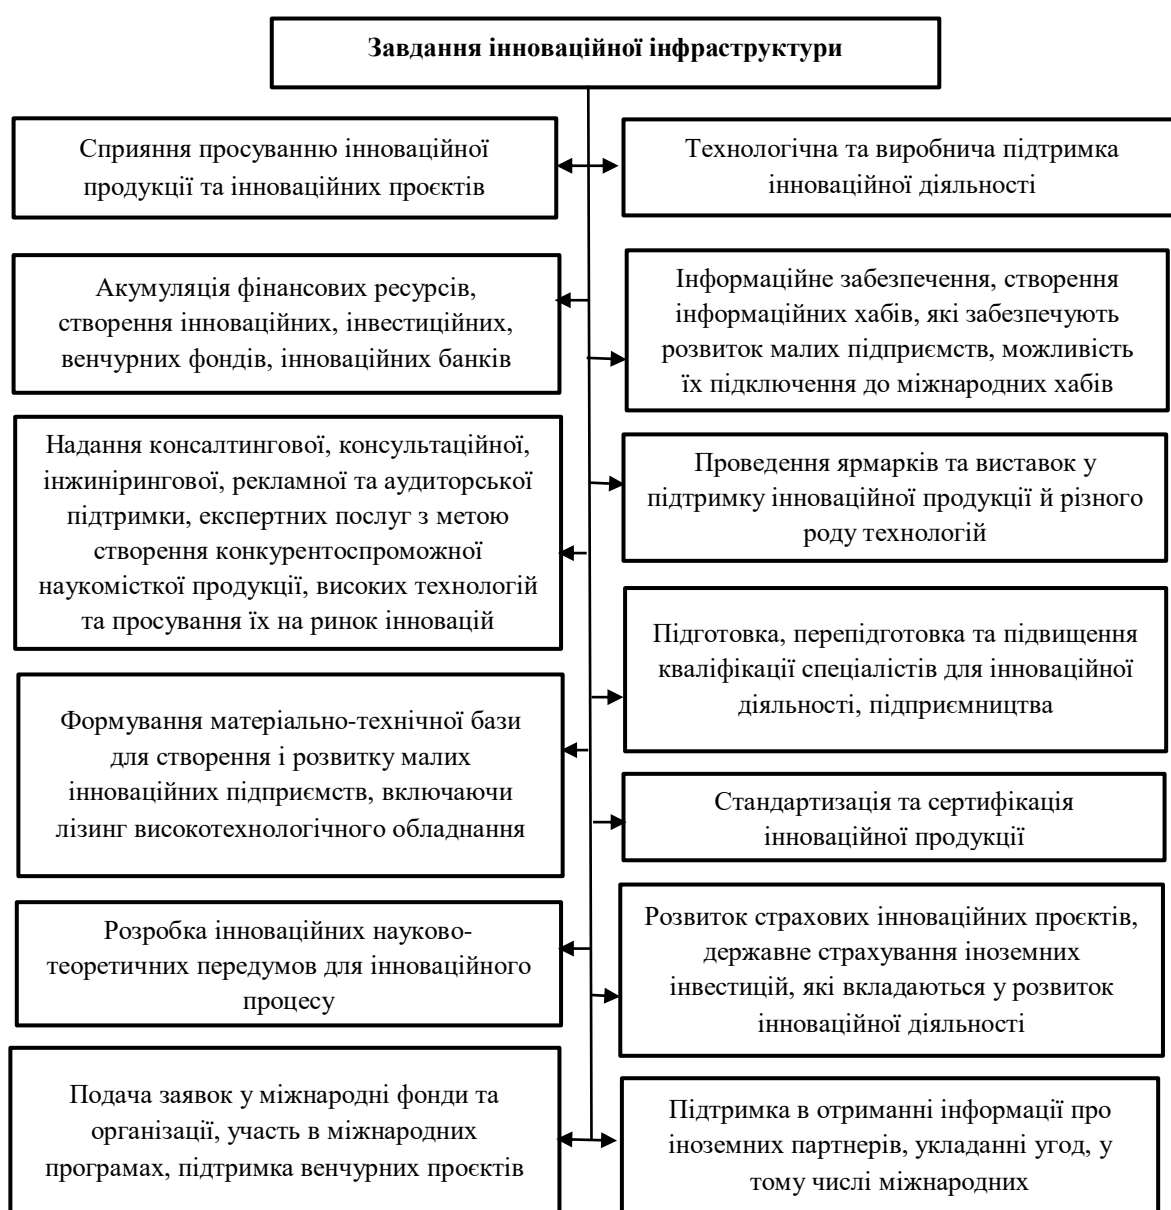 Завдання інноваційної інфраструктури
Сприяння просуванню інноваційної
продукції та інноваційних проєктів
Технологічна та виробнича підтримка
інноваційної діяльності
Акумуляція фінансових ресурсів,
створення інноваційних, інвестиційних,
венчурних фондів, інноваційних банків
Інформаційне забезпечення, створення
інформаційних хабів, які забезпечують
розвиток малих підприємств, можливість
їх підключення до міжнародних хабів
Надання консалтингової, консультаційної,
інжинірингової, рекламної та аудиторської
підтримки, експертних послуг з метою
створення конкурентоспроможної
наукомісткої продукції, високих технологій
та просування їх на ринок інновацій
Проведення ярмарків та виставок у
підтримку інноваційної продукції й різного
роду технологій
Підготовка, перепідготовка та підвищення
кваліфікації спеціалістів для інноваційної
діяльності, підприємництва
Формування матеріально-технічної бази
для створення і розвитку малих
інноваційних підприємств, включаючи
лізинг високотехнологічного обладнання
Стандартизація та сертифікація
інноваційної продукції
Розробка інноваційних науково-
теоретичних передумов для інноваційного
процесу
Розвиток страхових інноваційних проєктів,
державне страхування іноземних
інвестицій, які вкладаються у розвиток
інноваційної діяльності
Подача заявок у міжнародні фонди та
організації, участь в міжнародних
програмах, підтримка венчурних проєктів
Підтримка в отриманні інформації про
іноземних партнерів, укладанні угод, у
тому числі міжнародних